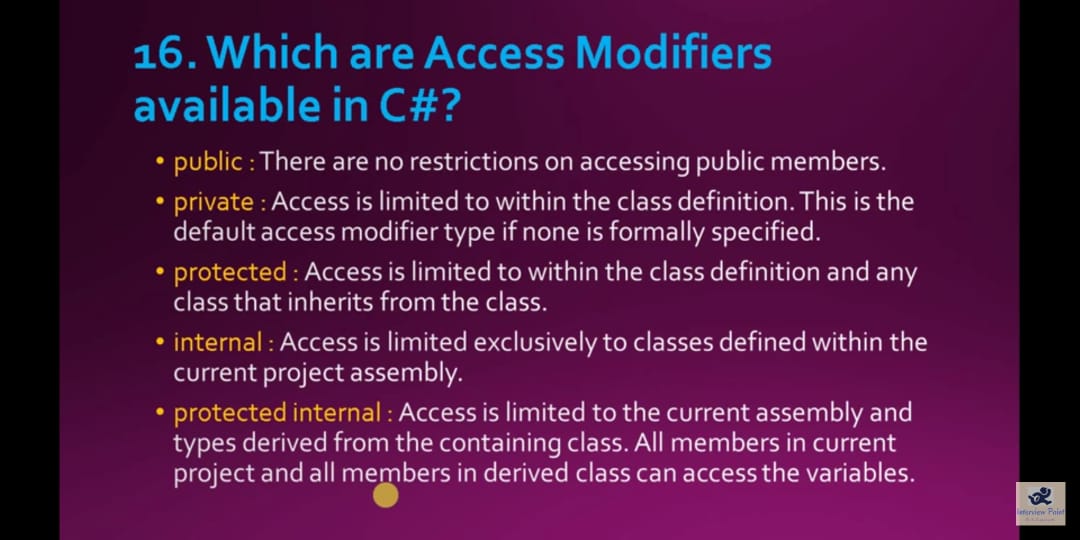 16. Which are Access Modifiers
available in C#?
• public : There are no restrictions on accessing public members.
• private : Access is limited to within the class definition. This is the
default access modifier type if none is formally specified.
• protected : Access is limited to within the class definition and any
class that inherits from the class.
• internal : Access is limited exclusively to classes defined within the
current project assembly.
• protected internal : Access is limited to the current assembly and
types derived from the containing class. All members in current
project and all members in derived class can access the variables.
Interview Point